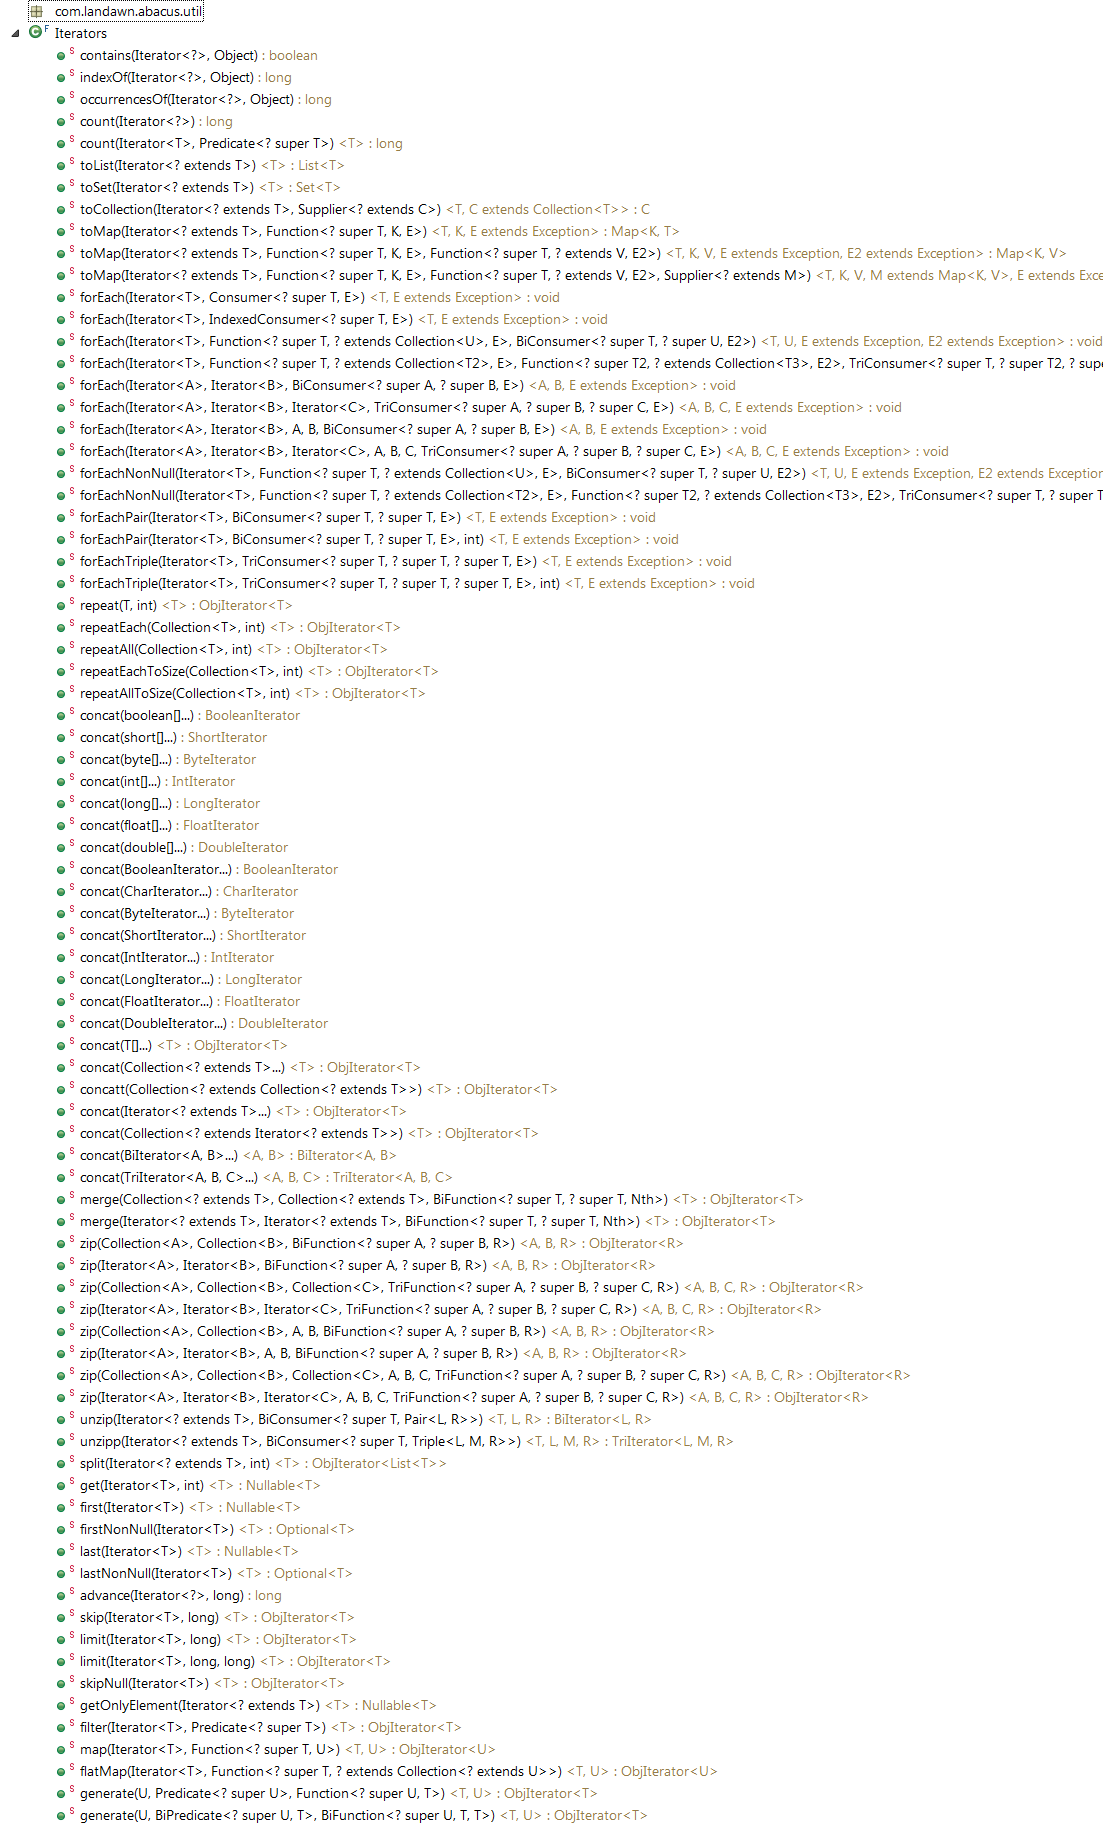 com.landawn.abacus.util
C F Iterators
S contains(Iterator<?>, Object) : boolean
S indexOf(Iterator<?>, Object) : long
S occurrencesOf(Iterator<?>, Object) : long
S count(Iterator<?>) : long
S count(Iterator<T>, Predicate<? super T>) <T> : long
S toList(Iterator<? extends T>) <T> : List<T>
S toSet(Iterator<? extends T>) <T> : Set<T>
S toCollection(Iterator<? extends T>, Supplier<? extends C>) <T, C extends Collection<T>> : C
S toMap(Iterator<? extends T>, Function<? super T, K, E>) <T, K, E extends Exception> : Map<K, T>
S toMap(Iterator<? extends T>, Function<? super T, K, E>, Function<? super T, ? extends V, E2>) <T, K, V, E extends Exception, E2 extends Exception> : Map<K, V>
S toMap(Iterator<? extends T>, Function<? super T, K, E>, Function<? super T, ? extends V, E2>, Supplier<? extends M>) <T, K, V, M extends Map<K, V>, E extends Exce
S forEach(Iterator<T>, Consumer<? super T, E>) <T, E extends Exception> : void
S forEach(Iterator<T>, IndexedConsumer<? super T, E>) <T, E extends Exception> : void
S forEach(Iterator<T>, Function<? super T, ? extends Collection<U>, E>, BiConsumer<? super T, ? super U, E2>) <T, U, E extends Exception, E2 extends Exception> : void
S forEach(Iterator<T>, Function<? super T, ? extends Collection<T2>, E>, Function<? super T2, ? extends Collection<T3>, E2>, TriConsumer<? super T, ? super T2, ? supe
S forEach(Iterator<A>, Iterator<B>, BiConsumer<? super A, ? super B, E>) <A, B, E extends Exception> : void
S forEach(Iterator<A>, Iterator<B>, Iterator<C>, TriConsumer<? super A, ? super B, ? super C, E>) <A, B, C, E extends Exception> : void
S forEach(Iterator<A>, Iterator<B>, A, B, BiConsumer<? super A, ? super B, E>) <A, B, E extends Exception> : void
S forEach(Iterator<A>, Iterator<B>, Iterator<C>, A, B, C, TriConsumer<? super A, ? super B, ? super C, E>) <A, B, C, E extends Exception> : void
S forEachNonNull(Iterator<T>, Function<? super T, ? extends Collection<U>, E>, BiConsumer<? super T, ? super U, E2>) <T, U, E extends Exception, E2 extends Exception
S forEachNonNull(Iterator<T>, Function<? super T, ? extends Collection<T2>, E>, Function<? super T2, ? extends Collection<T3>, E2>, TriConsumer<? super T, ? super T
S forEachPair(Iterator<T>, BiConsumer<? super T, ? super T, E>) <T, E extends Exception> : void
S forEachPair(Iterator<T>, BiConsumer<? super T, ? super T, E>, int) <T, E extends Exception> : void
S forEachTriple(Iterator<T>, TriConsumer<? super T, ? super T, ? super T, E>) <T, E extends Exception> : void
S forEachTriple(Iterator<T>, TriConsumer<? super T, ? super T, ? super T, E>, int) <T, E extends Exception> : void
S repeat(T, int) <T> : ObjIterator<T>
S repeatEach(Collection<T>, int) <T> : ObjIterator<T>
S repeatAll(Collection<T>, int) <T> : ObjIterator<T>
S repeatEachToSize(Collection<T>, int) <T> : ObjIterator<T>
S repeatAllToSize(Collection<T>, int) <T> : ObjIterator<T>
S concat(boolean[]...) : BooleanIterator
S concat(short[]...) : ShortIterator
S concat(byte[]...) : ByteIterator
S concat(int[]...) : IntIterator
S concat(long[]...) : LongIterator
S concat(float[]...) : FloatIterator
S concat(double[]...) : DoubleIterator
S concat(BooleanIterator...) : BooleanIterator
S concat(CharIterator...) : CharIterator
S concat(ByteIterator...) : ByteIterator
S concat(ShortIterator...) : ShortIterator
S concat(IntIterator...) : IntIterator
S concat(LongIterator...) : LongIterator
S concat(FloatIterator...) : FloatIterator
S concat(DoubleIterator...) : DoubleIterator
S concat(T[]...) <T> : ObjIterator<T>
S concat(Collection<? extends T>...) <T> : ObjIterator<T>
S concatt(Collection<? extends Collection<? extends T>>) <T> : ObjIterator<T>
S concat(Iterator<? extends T>...) <T> : ObjIterator<T>
S concat(Collection<? extends Iterator<? extends T>>) <T> : ObjIterator<T>
S concat(BiIterator<A, B>...) <A, B> : BiIterator<A, B>
S concat(TriIterator<A, B, C>...) <A, B, C> : TriIterator<A, B, C>
S merge(Collection<? extends T>, Collection<? extends T>, BiFunction<? super T, ? super T, Nth>) <T> : ObjIterator<T>
S merge(Iterator<? extends T>, Iterator<? extends T>, BiFunction<? super T, ? super T, Nth>) <T> : ObjIterator<T>
S zip(Collection<A>, Collection<B>, BiFunction<? super A, ? super B, R>) <A, B, R> : ObjIterator<R>
S zip(Iterator<A>, Iterator<B>, BiFunction<? super A, ? super B, R>) <A, B, R> : ObjIterator<R>
S zip(Collection<A>, Collection<B>, Collection<C>, TriFunction<? super A, ? super B, ? super C, R>) <A, B, C, R> : ObjIterator<R>
S zip(Iterator<A>, Iterator<B>, Iterator<C>, TriFunction<? super A, ? super B, ? super C, R>) <A, B, C, R> : ObjIterator<R>
S zip(Collection<A>, Collection<B>, A, B, BiFunction<? super A, ? super B, R>) <A, B, R> : ObjIterator<R>
S zip(Iterator<A>, Iterator<B>, A, B, BiFunction<? super A, ? super B, R>) <A, B, R> : ObjIterator<R>
S zip(Collection<A>, Collection<B>, Collection<C>, A, B, C, TriFunction<? super A, ? super B, ? super C, R>) <A, B, C, R> : ObjIterator<R>
S zip(Iterator<A>, Iterator<B>, Iterator<C>, A, B, C, TriFunction<? super A, ? super B, ? super C, R>) <A, B, C, R> : ObjIterator<R>
S unzip(Iterator<? extends T>, BiConsumer<? super T, Pair<L, R>>) <T, L, R> : BiIterator<L, R>
S unzipp(Iterator<? extends T>, BiConsumer<? super T, Triple<L, M, R>>) <T, L, M, R> : TriIterator<L, M, R>
S split(Iterator<? extends T>, int) <T> : ObjIterator<List<T>>
S get(Iterator<T>, int) <T> : Nullable<T>
S first(Iterator<T>) <T> : Nullable<T>
S firstNonNull(Iterator<T>) <T> : Optional<T>
S last(Iterator<T>) <T> : Nullable<T>
S lastNonNull(Iterator<T>) <T> : Optional<T>
S advance(Iterator<?>, long) : long
S skip(Iterator<T>, long) <T> : ObjIterator<T>
S limit(Iterator<T>, long) <T> : ObjIterator<T>
S limit(Iterator<T>, long, long) <T> : ObjIterator<T>
S skipNull(Iterator<T>) <T> : ObjIterator<T>
S getOnlyElement(Iterator<? extends T>) <T> : Nullable<T>
S filter(Iterator<T>, Predicate<? super T>) <T> : ObjIterator<T>
S map(Iterator<T>, Function<? super T, U>) <T, U> : ObjIterator<U>
S flatMap(Iterator<T>, Function<? super T, ? extends Collection<? extends U>>) <T, U> : ObjIterator<U>
S generate(U, Predicate<? super U>, Function<? super U, T>) <T, U> : ObjIterator<T>
S generate(U, BiPredicate<? super U, T>, BiFunction<? super U, T, T>) <T, U> : ObjIterator<T>